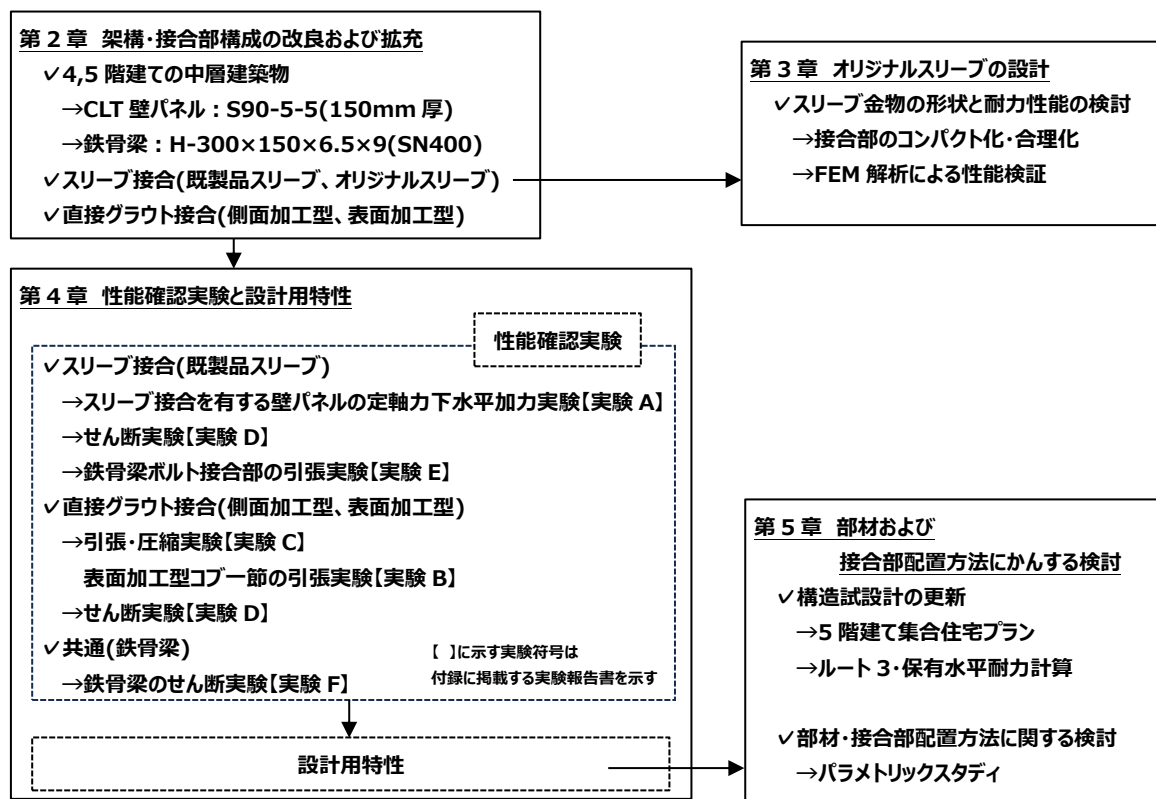 第２章 架構・接合部構成の改良および拡充
✓4,5 階建ての中層建築物
→CLT 壁パネル：S90-5-5(150mm 厚)
→鉄骨梁：H-300×150×6.5×9(SN400)
✓スリーブ接合(既製品スリーブ、オリジナルスリーブ)
✓直接グラウト接合(側面加工型、表面加工型)
第３章 オリジナルスリーブの設計
✓スリーブ金物の形状と耐力性能の検討
→接合部のコンパクト化・合理化
→FEM 解析による性能検証
第４章 性能確認実験と設計用特性
性能確認実験
✓スリーブ接合(既製品スリーブ)
→スリーブ接合を有する壁パネルの定軸力下水平加力実験【実験 A】
→せん断実験【実験 D】
→鉄骨梁ボルト接合部の引張実験【実験 E】
✓直接グラウト接合(側面加工型、表面加工型)
→引張・圧縮実験【実験 C】
表面加工型コブ一節の引張実験【実験 B】
→せん断実験【実験 D】
✓共通(鉄骨梁)
→鉄骨梁のせん断実験【実験 F】
【 】に示す実験符号は
付録に掲載する実験報告書を示す
設計用特性
第５章 部材および
接合部配置方法にかんする検討
✓構造試設計の更新
→5 階建て集合住宅プラン
→ルート 3・保有水平耐力計算
✓部材・接合部配置方法に関する検討
→パラメトリックスタディ